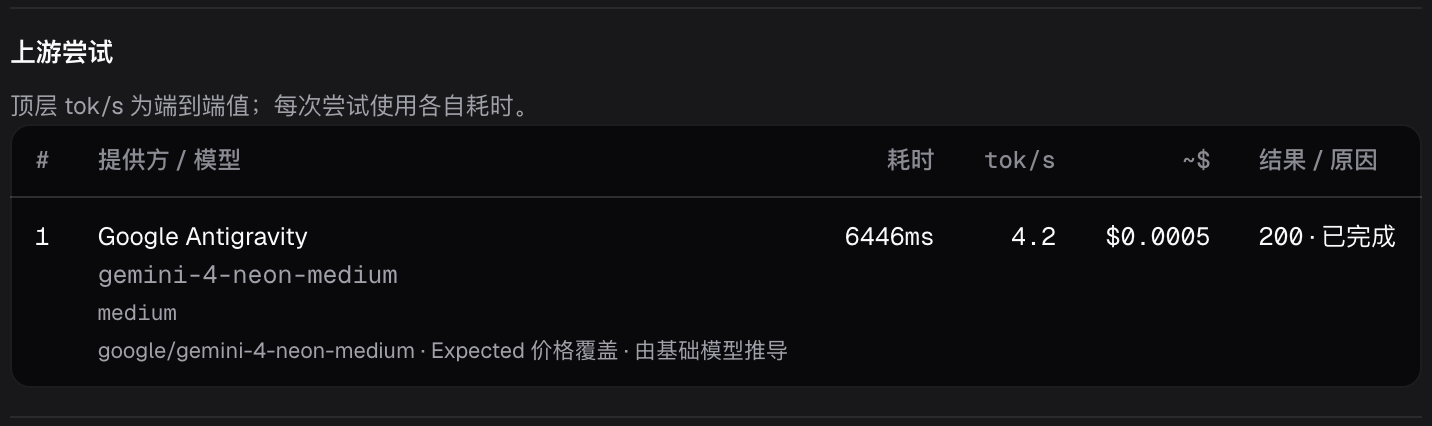 上游尝试
顶层 tok/s 为端到端值；每次尝试使用各自耗时。
# 提供方 / 模型 耗时 tok/s ~$ 结果 / 原因
1 Google Antigravity 6446ms 4.2 $0.0005 200 · 已完成
gemini-4-neon-medium
medium
google/gemini-4-neon-medium · Expected 价格覆盖 · 由基础模型推导